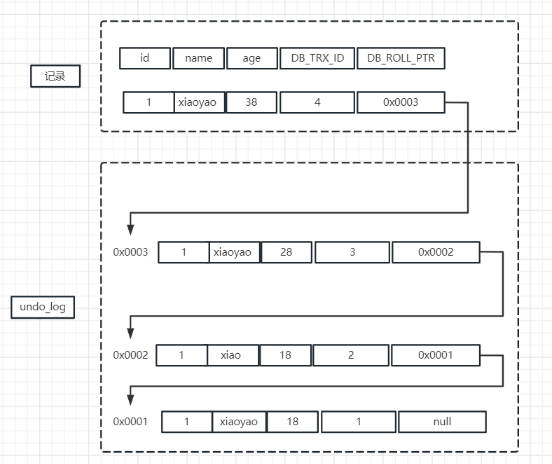 id name age DB_TRX_ID DB_ROLL_PTR
记录
1 xiaoyao 38 4 0x0003
0x0003 1 xiaoyao 28 3 0x0002
undo_log
0x0002 1 xiao 18 2 0x0001
0x0001 1 xiaoyao 18 1 null